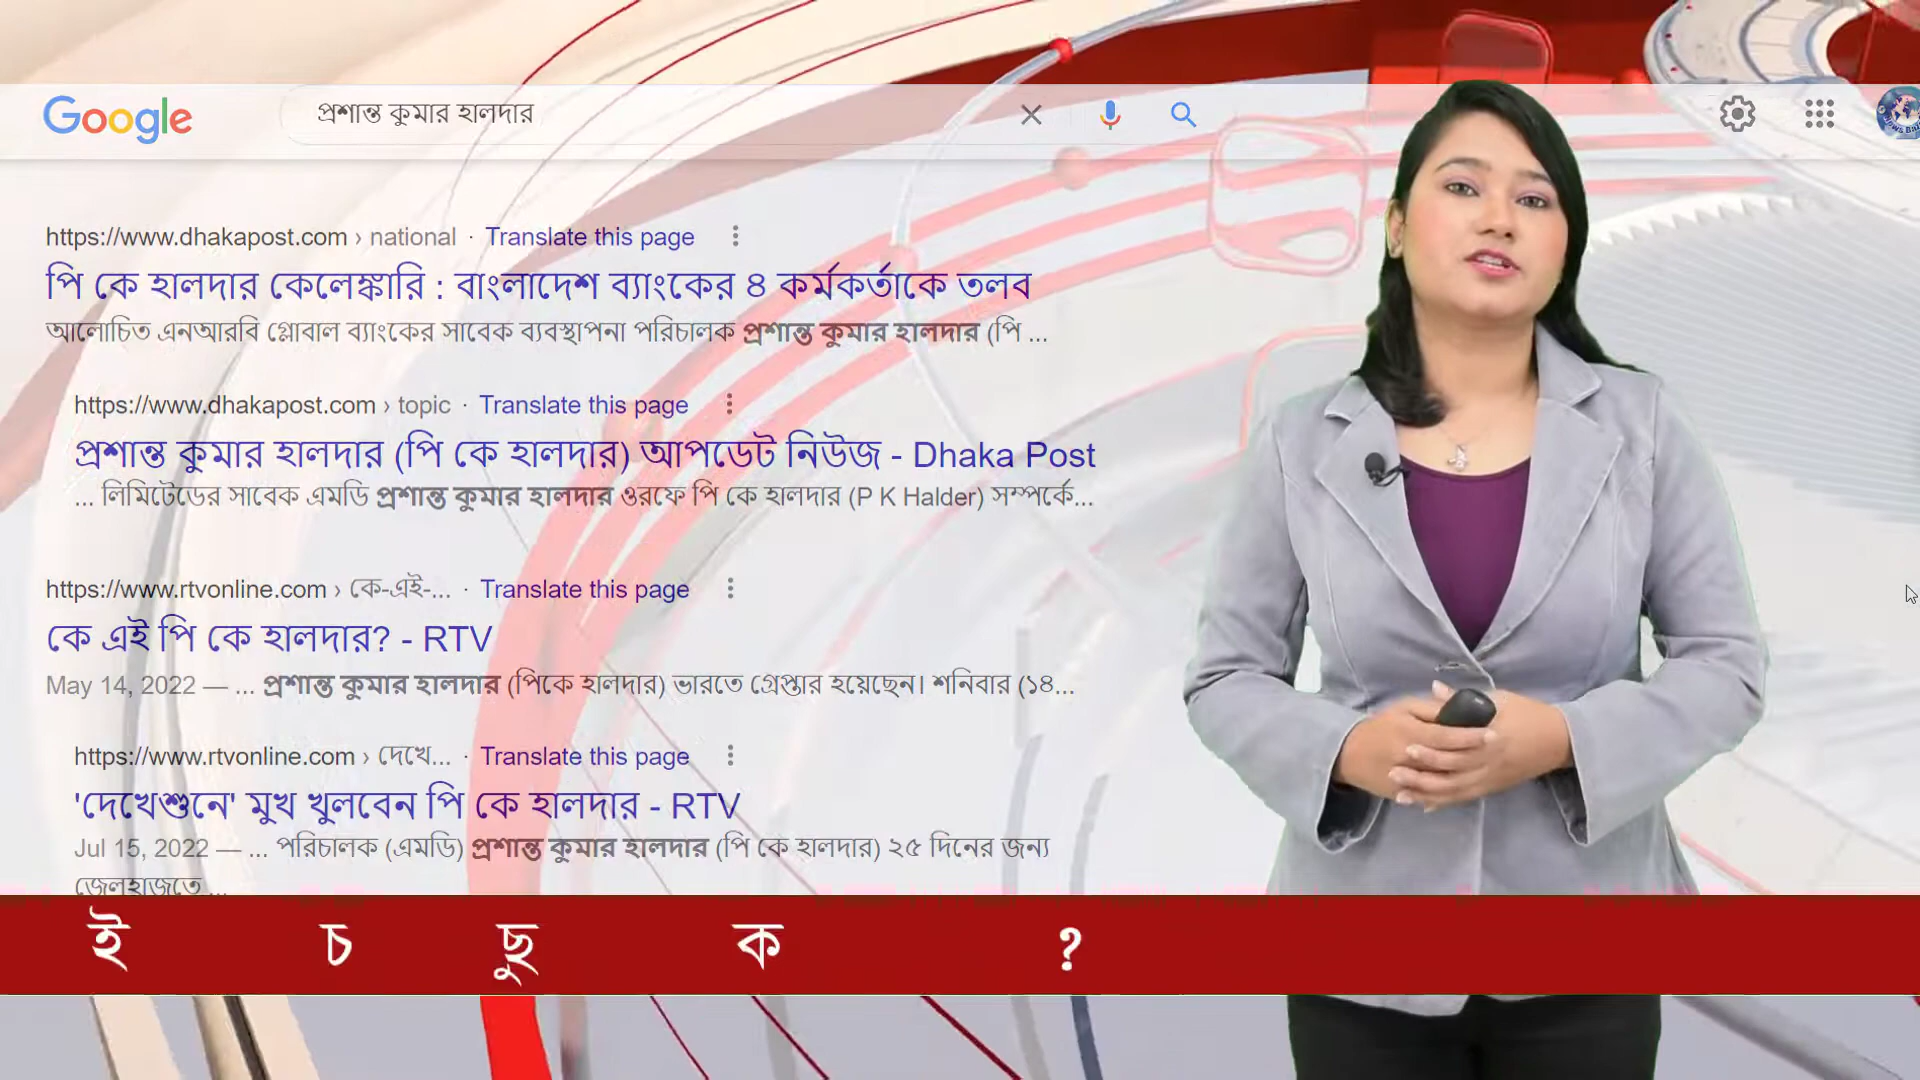 Google
প্রশান্ত কুমার হালদার
https://www.dhakapost.com › national · Translate this page
পি কে হালদার কেলেঙ্কারি : বাংলাদেশ ব্যাংকের ৪ কর্মকর্তাকে তলব
আলোচিত এনআরবি গ্লোবাল ব্যাংকের সাবেক ব্যবস্থাপনা পরিচালক প্রশান্ত কুমার হালদার (পি ...
https://www.dhakapost.com › topic · Translate this page
প্রশান্ত কুমার হালদার (পি কে হালদার) আপডেট নিউজ - Dhaka Post
... লিমিটেডের সাবেক এমডি প্রশান্ত কুমার হালদার ওরফে পি কে হালদার (P K Halder) সম্পর্কে...
https://www.rtvonline.com › কে-এই-... · Translate this page
কে এই পি কে হালদার? - RTV
May 14, 2022 — ... প্রশান্ত কুমার হালদার (পিকে হালদার) ভারতে গ্রেপ্তার হয়েছেন। শনিবার (১৪...
https://www.rtvonline.com › দেখে... · Translate this page
'দেখেশুনে' মুখ খুলবেন পি কে হালদার - RTV
Jul 15, 2022 — ... পরিচালক (এমডি) প্রশান্ত কুমার হালদার (পি কে হালদার) ২৫ দিনের জন্য
জেলহাজতে ...
ই চ ছু ক ?